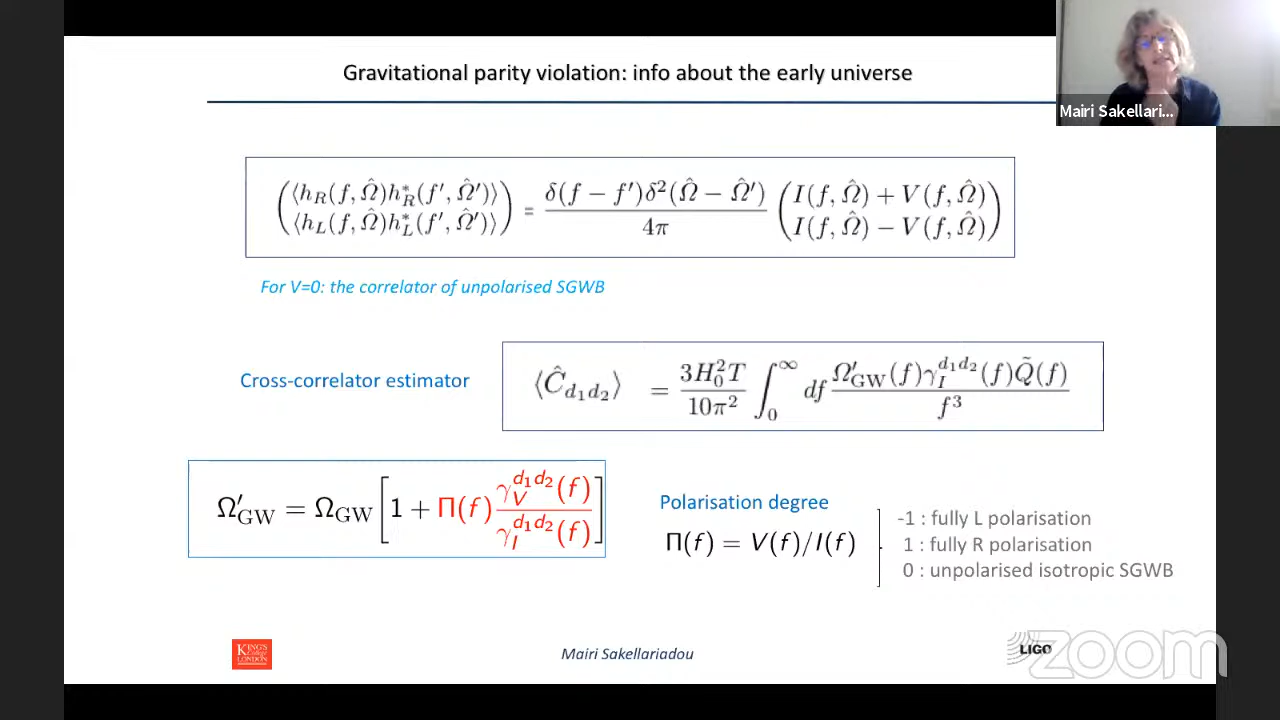 Gravitational parity violation: info about the early universe
Mairi Sakellari...
(⟨h_R(f, Ω̂)h*_R(f′, Ω̂′)⟩) = δ(f − f′)δ²(Ω̂ − Ω̂′) / 4π (I(f, Ω̂) + V(f, Ω̂))
(⟨h_L(f, Ω̂)h*_L(f′, Ω̂′)⟩) (I(f, Ω̂) − V(f, Ω̂))
For V=0: the correlator of unpolarised SGWB
Cross-correlator estimator
⟨Ĉ_{d₁d₂}⟩ = 3H₀²T / 10π² ∫₀^∞ df Ω′_GW(f)γ_I^{d₁d₂}(f)Q̃(f) / f³
Ω′_GW = Ω_GW [1 + Π(f) γ_V^{d₁d₂}(f) / γ_I^{d₁d₂}(f)]
Polarisation degree
Π(f) = V(f)/I(f)
-1 : fully L polarisation
1 : fully R polarisation
0 : unpolarised isotropic SGWB
KING'S College LONDON
Mairi Sakellariadou
LIGO
zoom